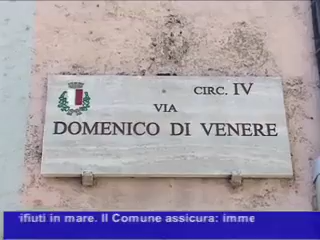 CIRC. IV
VIA
DOMENICO DI VENERE
ifiuti in mare. Il Comune assicura: imme